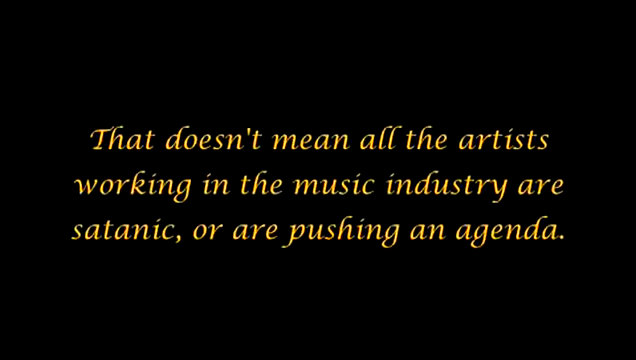 That doesn't mean all the artists
working in the music industry are
satanic, or are pushing an agenda.